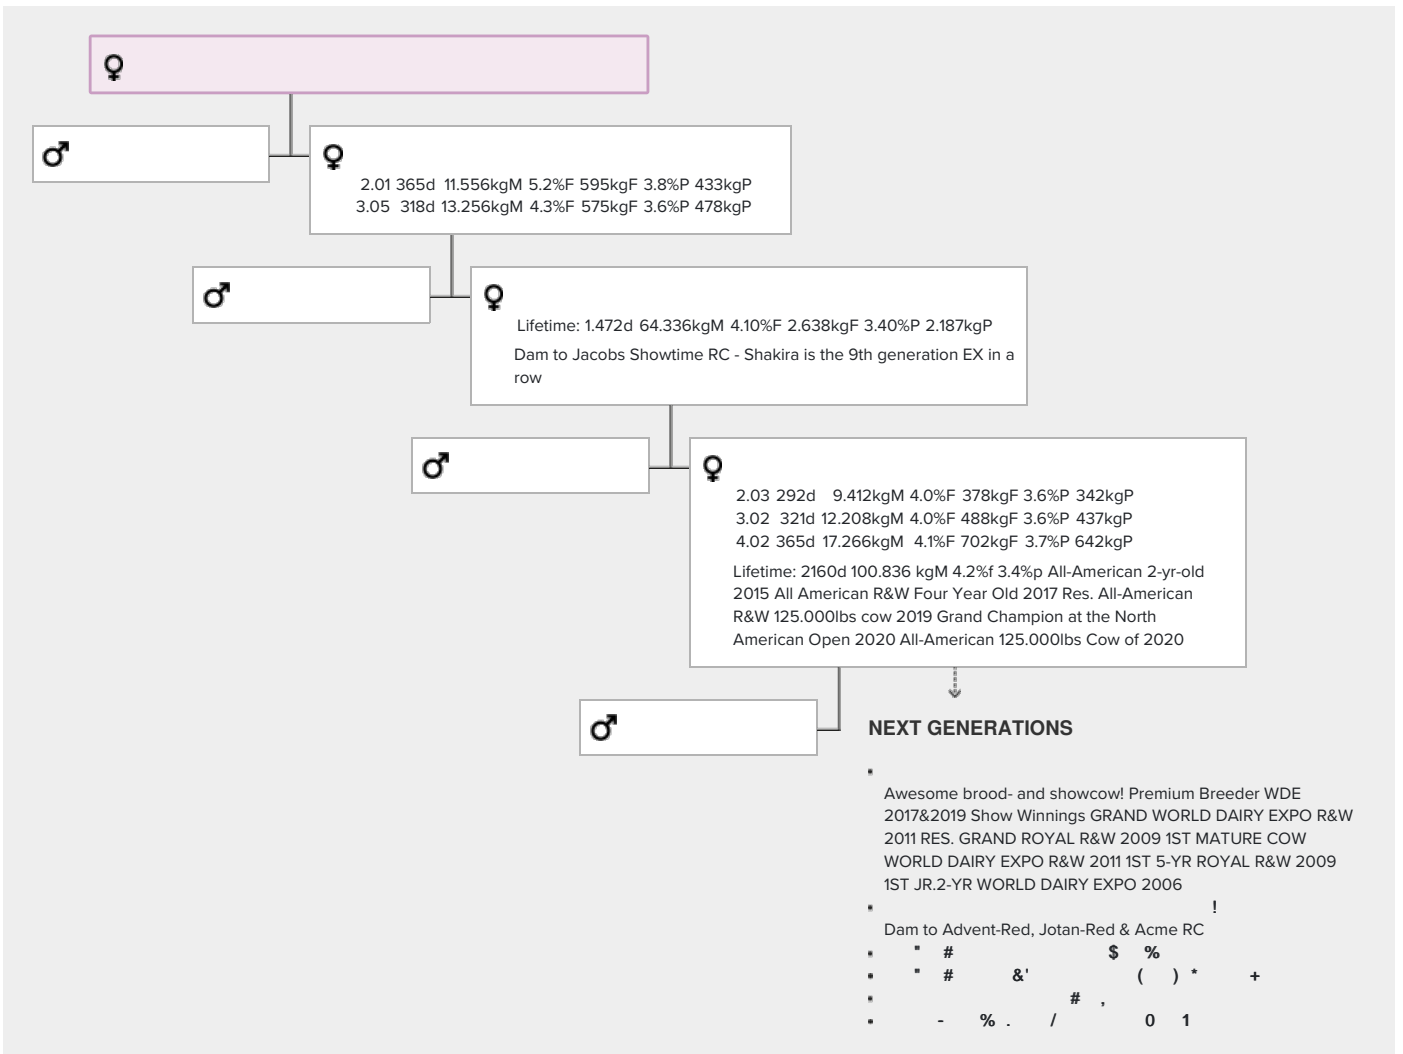 2.01 365d 11.556kgM 5.2%F 595kgF 3.8%P 433kgP
3.05 318d 13.256kgM 4.3%F 575kgF 3.6%P 478kgP
Lifetime: 1.472d 64.336kgM 4.10%F 2.638kgF 3.40%P 2.187kgP
Dam to Jacobs Showtime RC - Shakira is the 9th generation EX in a
row
2.03 292d 9.412kgM 4.0%F 378kgF 3.6%P 342kgP
3.02 321d 12.208kgM 4.0%F 488kgF 3.6%P 437kgP
4.02 365d 17.266kgM 4.1%F 702kgF 3.7%P 642kgP
Lifetime: 2160d 100.836 kgM 4.2%f 3.4%p All-American 2-yr-old
2015 All American R&W Four Year Old 2017 Res. All-American
R&W 125.000lbs cow 2019 Grand Champion at the North
American Open 2020 All-American 125.000lbs Cow of 2020
NEXT GENERATIONS
Awesome brood- and showcow! Premium Breeder WDE
2017&2019 Show Winnings GRAND WORLD DAIRY EXPO R&W
2011 RES. GRAND ROYAL R&W 2009 1ST MATURE COW
WORLD DAIRY EXPO R&W 2011 1ST 5-YR ROYAL R&W 2009
1ST JR.2-YR WORLD DAIRY EXPO 2006
!
Dam to Advent-Red, Jotan-Red & Acme RC
" # $ %
" # &' ( ) * +
# ,
- % . / 0 1